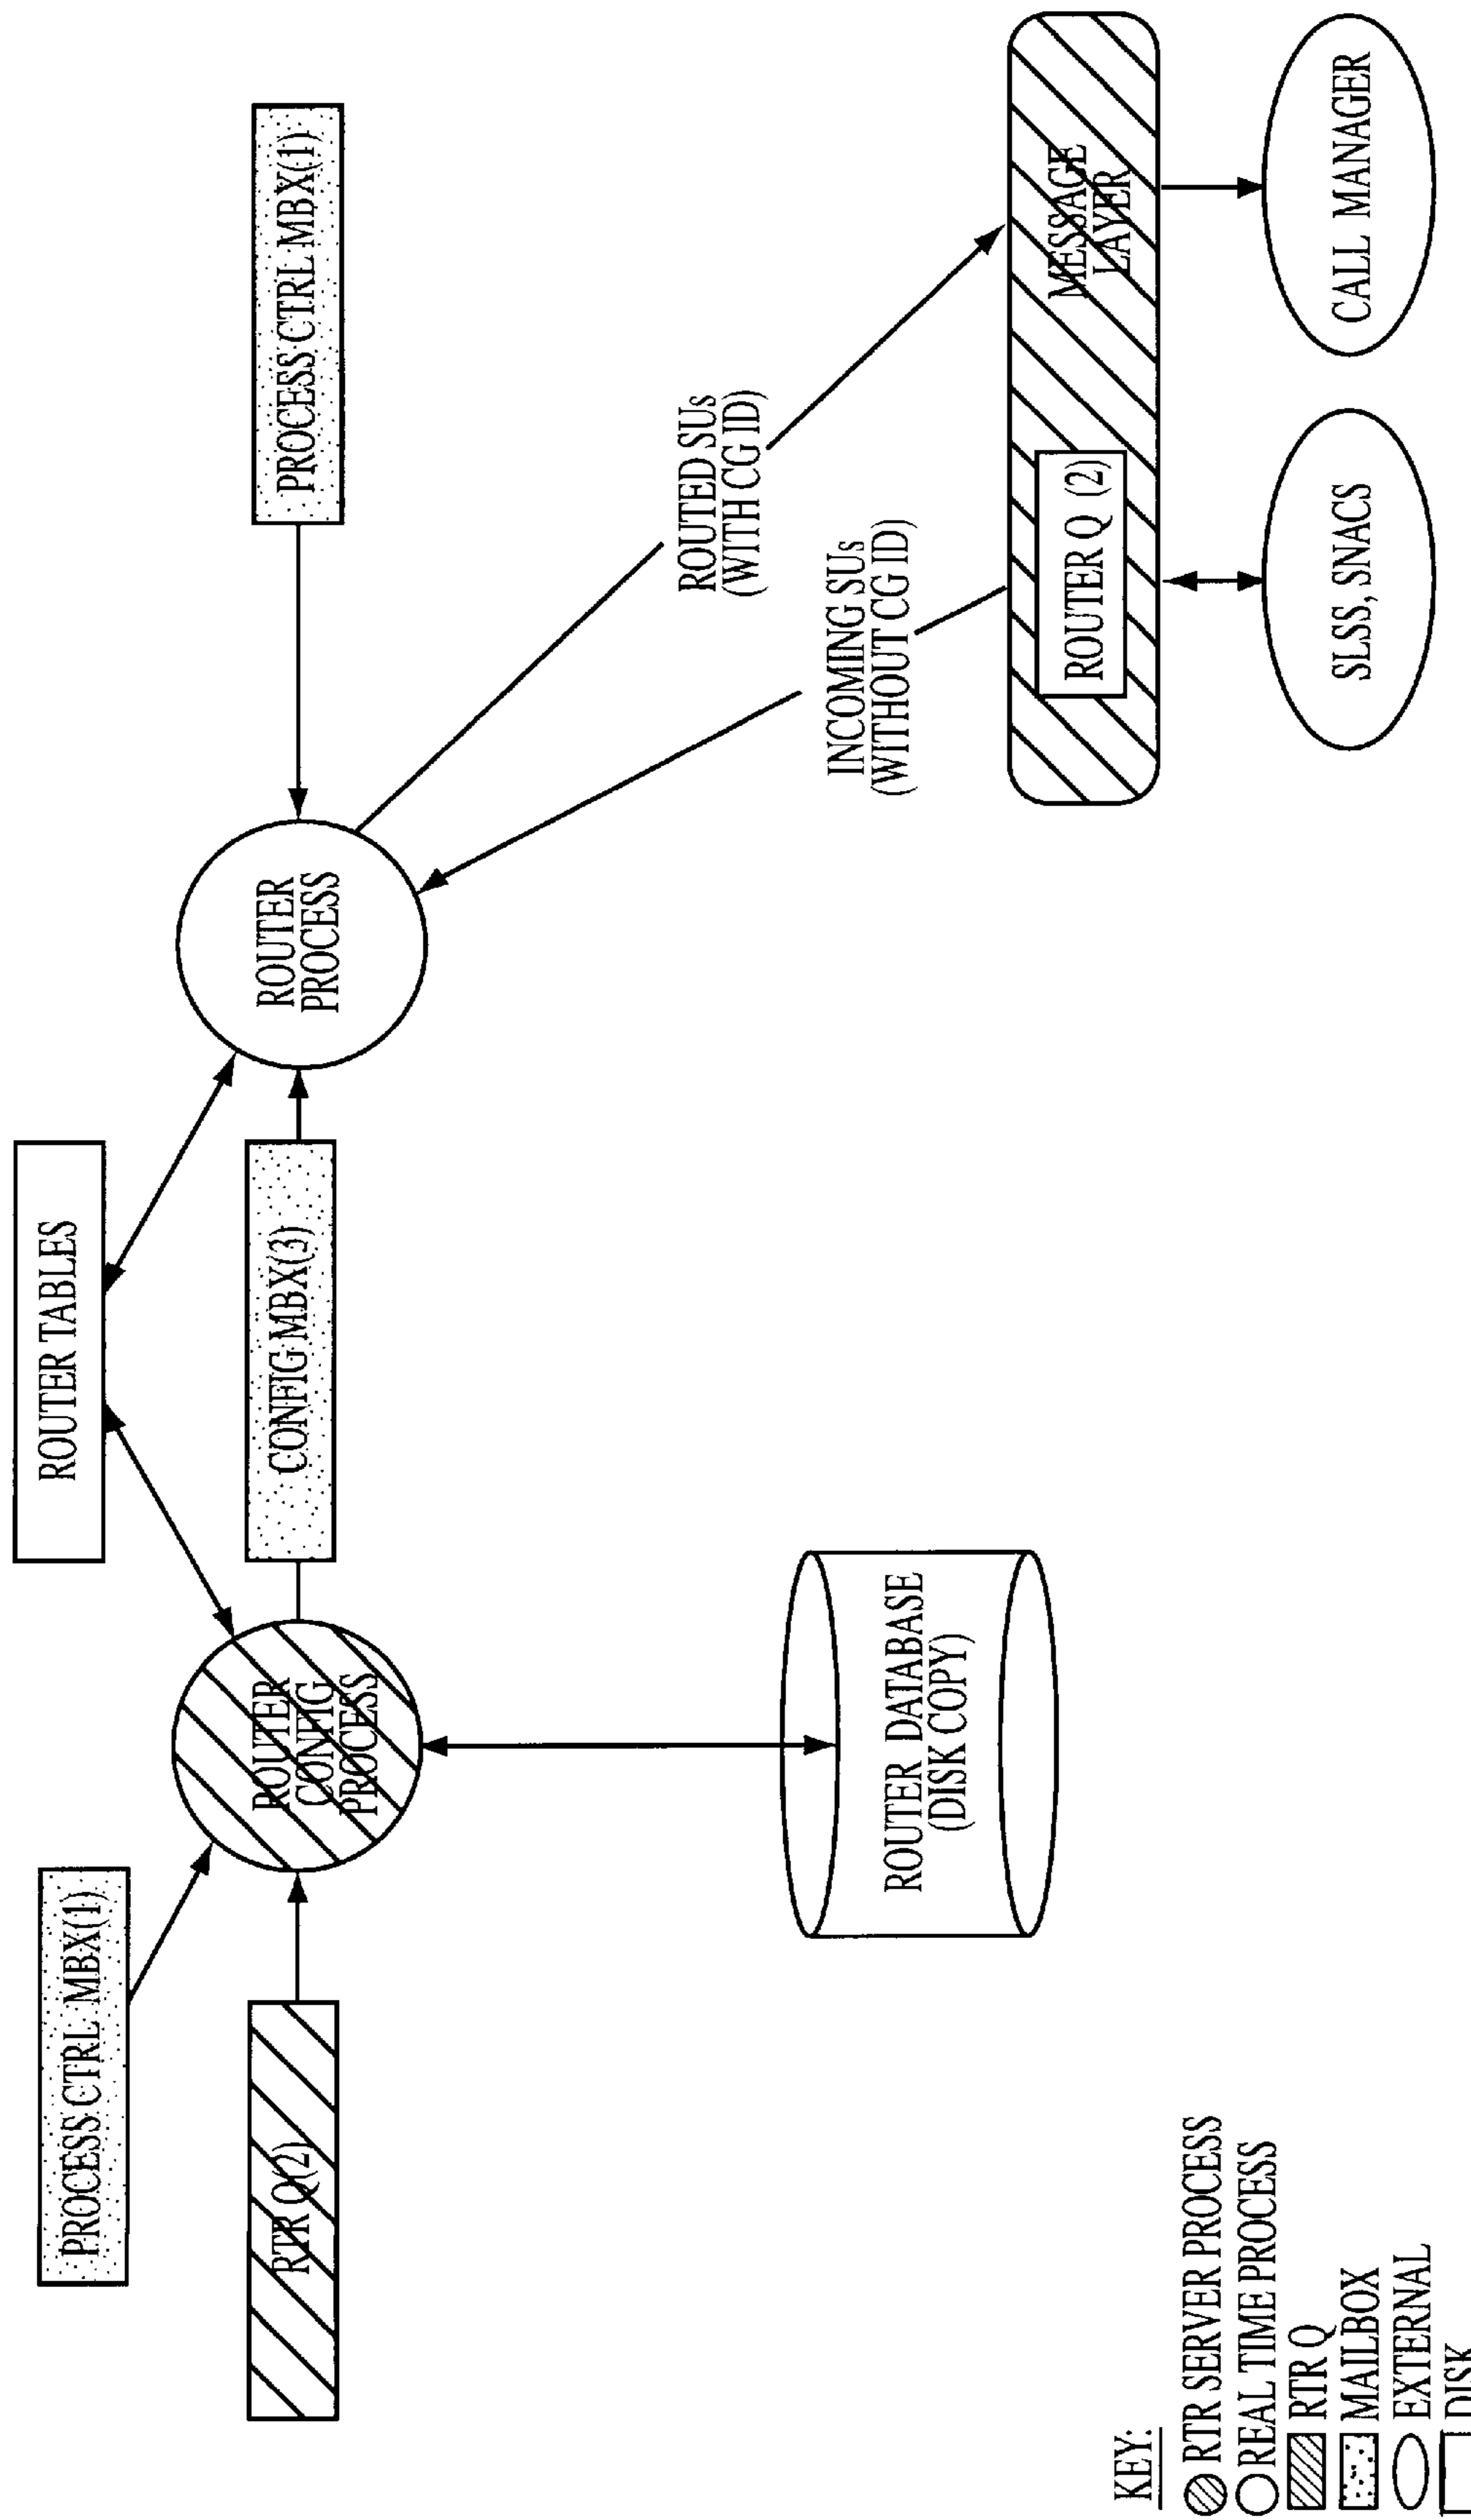 ROUTER TABLES
PROCESS CTRL MBX(1)
RTR Q(2)
ROUTER
CONFIG
PROCESS
CONFIG MBX(3)
ROUTER
PROCESS
PROCESS CTRL MBX(1)
ROUTED SUs
(WITH CG ID)
INCOMING SUs
(WITHOUT CG ID)
ROUTER DATABASE
(DISK COPY)
ROUTER Q (2)
MESSAGE
LAYER
SLSS, SNACS
CALL MANAGER
KEY:
RTR SERVER PROCESS
REAL TIME PROCESS
RTR Q
MAILBOX
EXTERNAL
DISK